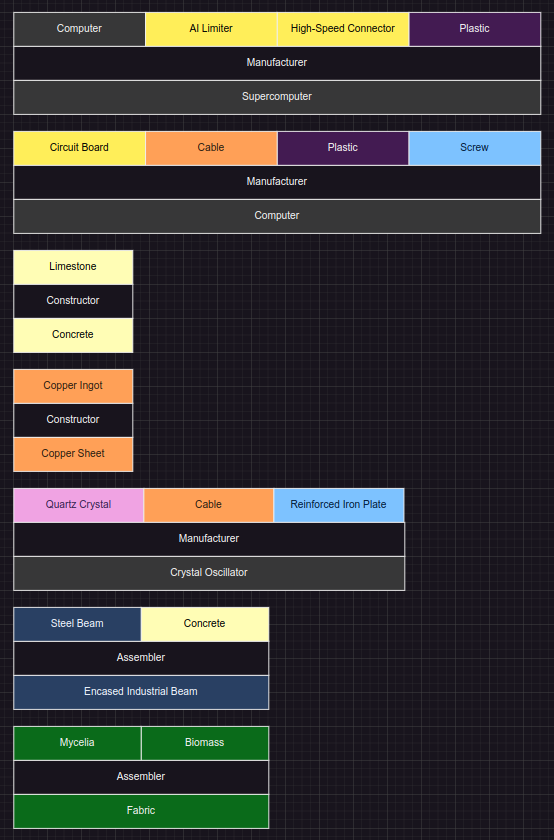 Computer AI Limiter High-Speed Connector Plastic
Manufacturer
Supercomputer
Circuit Board Cable Plastic Screw
Manufacturer
Computer
Limestone
Constructor
Concrete
Copper Ingot
Constructor
Copper Sheet
Quartz Crystal Cable Reinforced Iron Plate
Manufacturer
Crystal Oscillator
Steel Beam Concrete
Assembler
Encased Industrial Beam
Mycelia Biomass
Assembler
Fabric